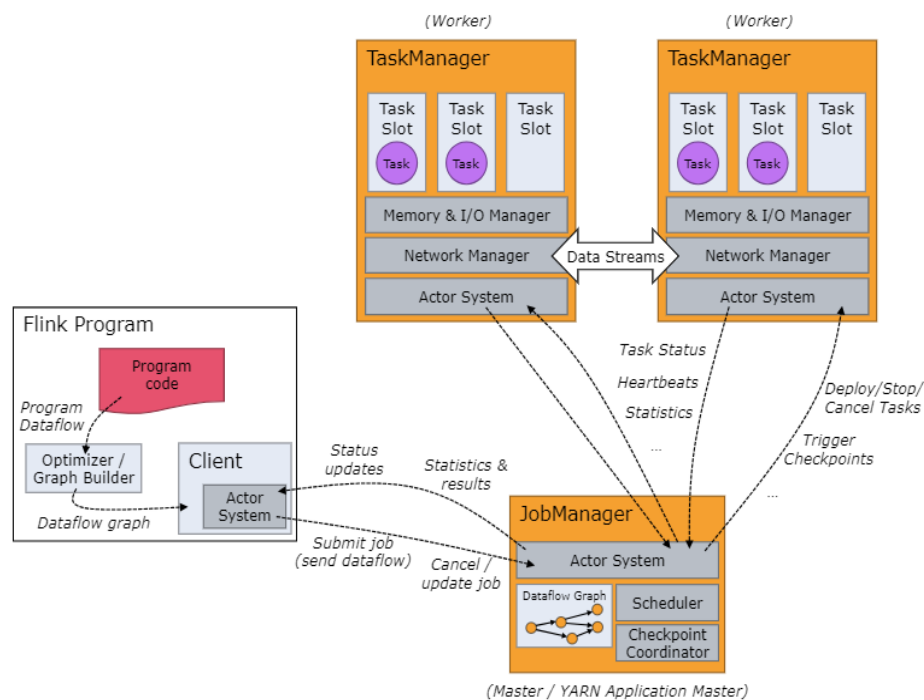 (Worker)
(Worker)
TaskManager
TaskManager
Task
Slot
Task
Task
Slot
Task
Task
Slot
Task
Slot
Task
Task
Slot
Task
Task
Slot
Memory & I/O Manager
Memory & I/O Manager
Network Manager
Data Streams
Network Manager
Actor System
Actor System
Flink Program
Program
code
Program
Dataflow
Optimizer /
Graph Builder
Dataflow graph
Client
Actor
System
Status
updates
Statistics &
results
Submit job
(send dataflow)
Cancel /
update job
Task Status
Heartbeats
Statistics
...
Deploy/Stop/
Cancel Tasks
Trigger
Checkpoints
...
JobManager
Actor System
Dataflow Graph
Scheduler
Checkpoint
Coordinator
(Master / YARN Application Master)